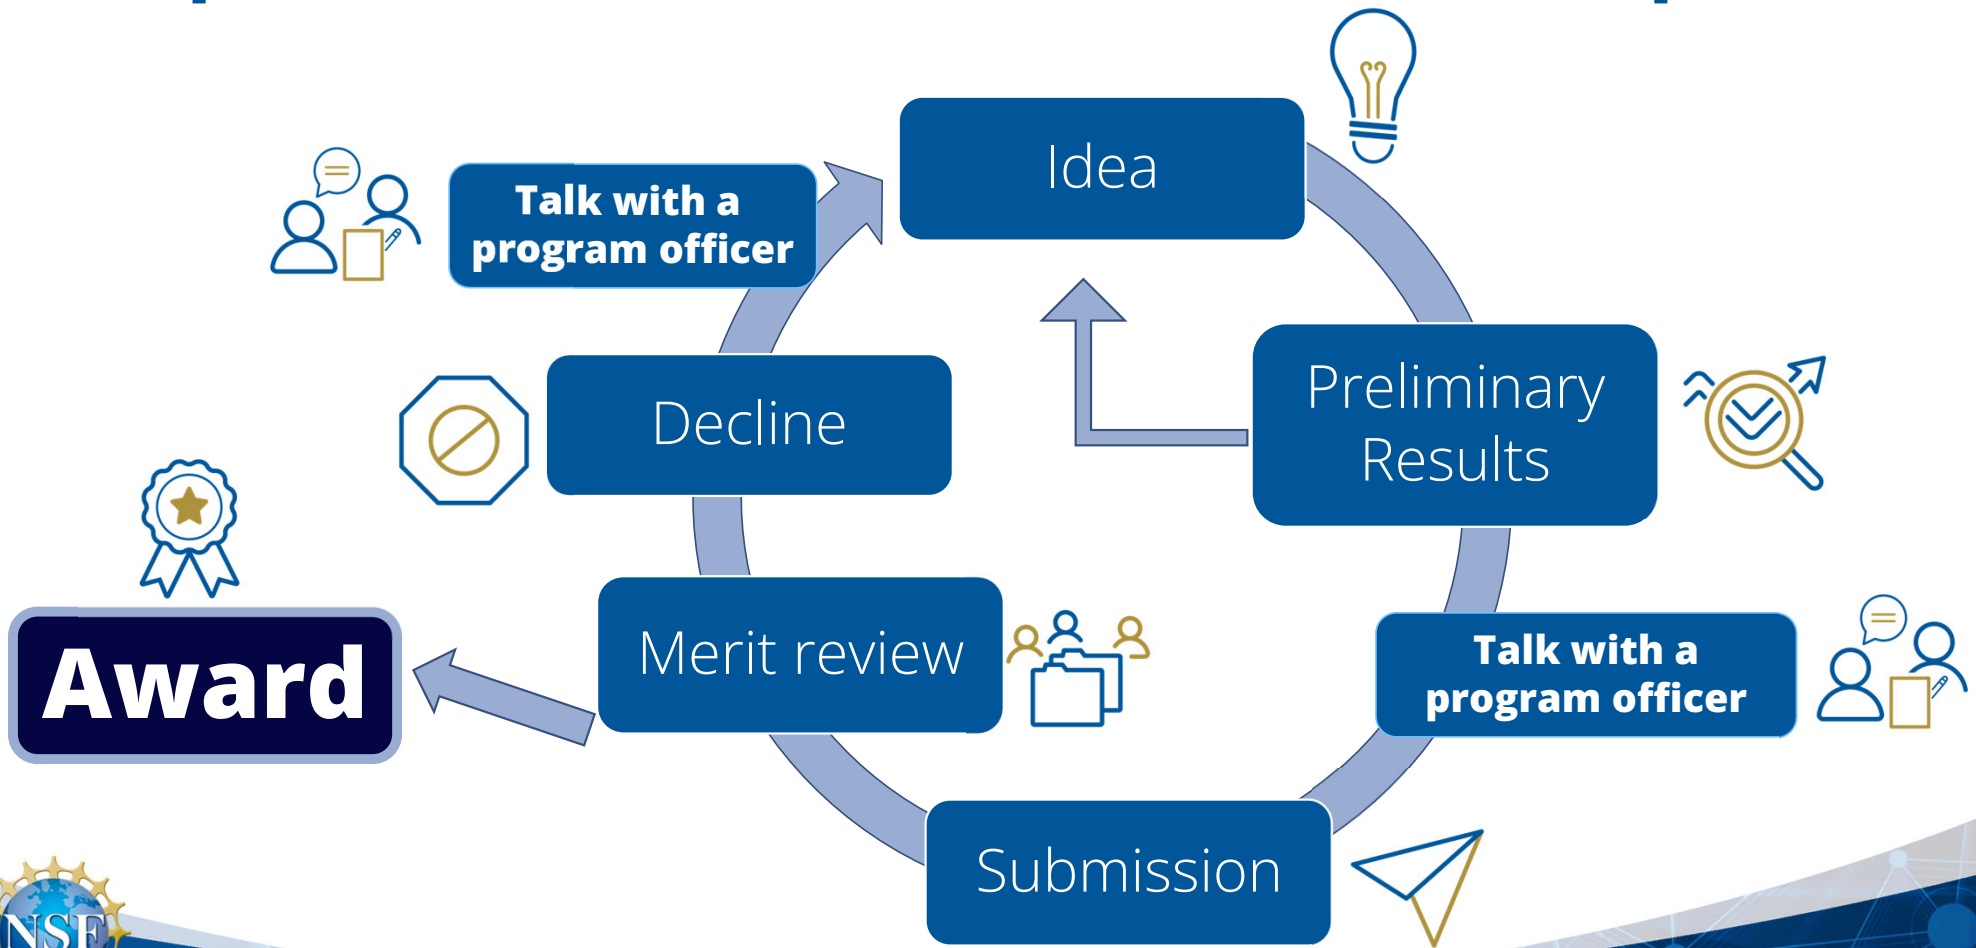 Idea
Talk with a
program officer
Preliminary
Results
Decline
Merit review
Award
Talk with a
program officer
Submission
NSF